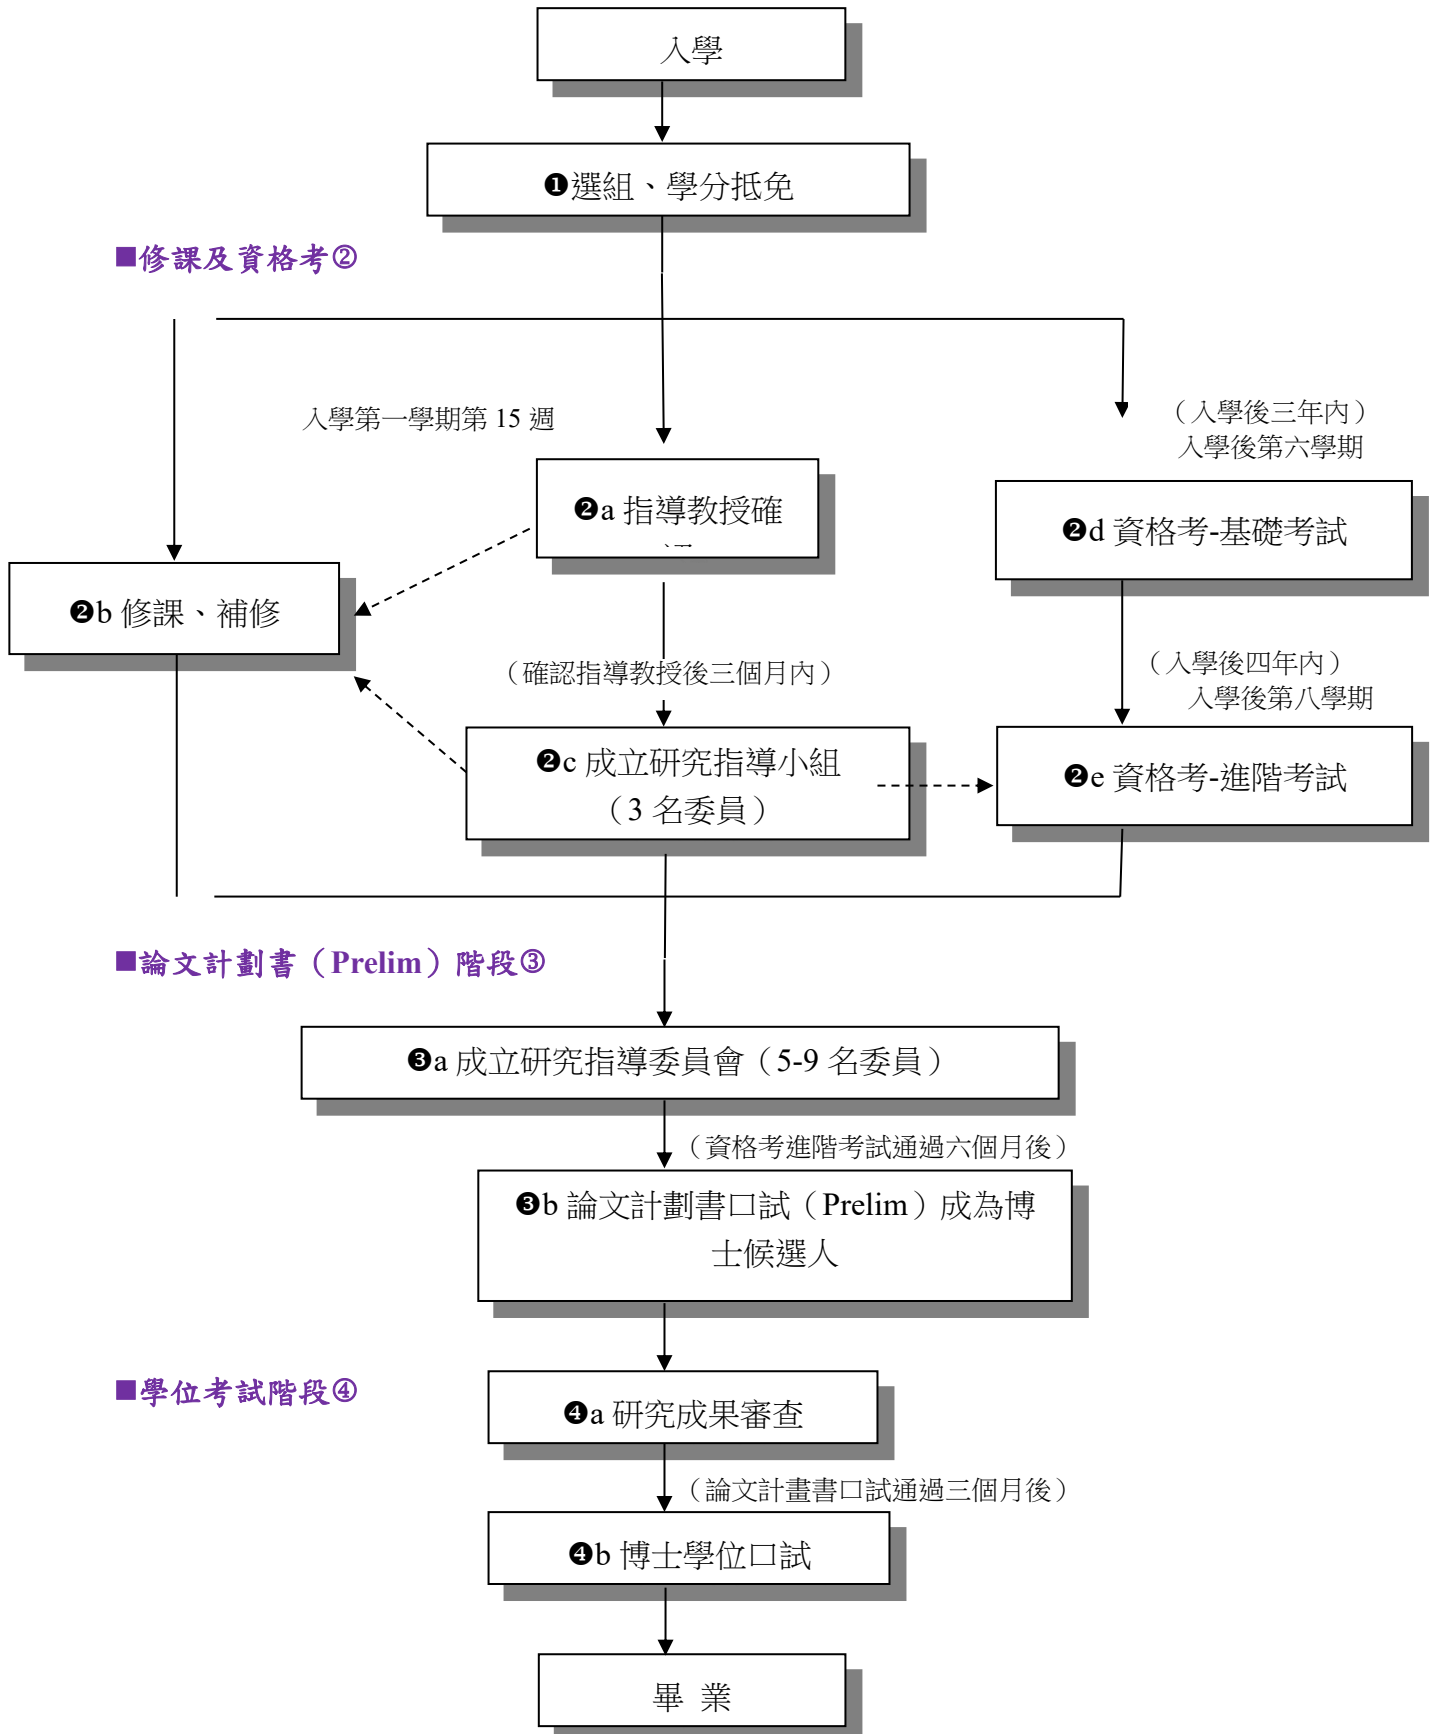 入學
❶選組、學分抵免
■修課及資格考②
入學第一學期第 15 週
（入學後三年內）
入學後第六學期
❷a 指導教授確
❷d 資格考-基礎考試
❷b 修課、補修
（確認指導教授後三個月內）
（入學後四年內）
入學後第八學期
❷c 成立研究指導小組
（3 名委員）
❷e 資格考-進階考試
■論文計劃書（Prelim）階段③
❸a 成立研究指導委員會（5-9 名委員）
（資格考進階考試通過六個月後）
❸b 論文計劃書口試（Prelim）成為博
士候選人
■學位考試階段④
❹a 研究成果審查
（論文計畫書口試通過三個月後）
❹b 博士學位口試
畢 業